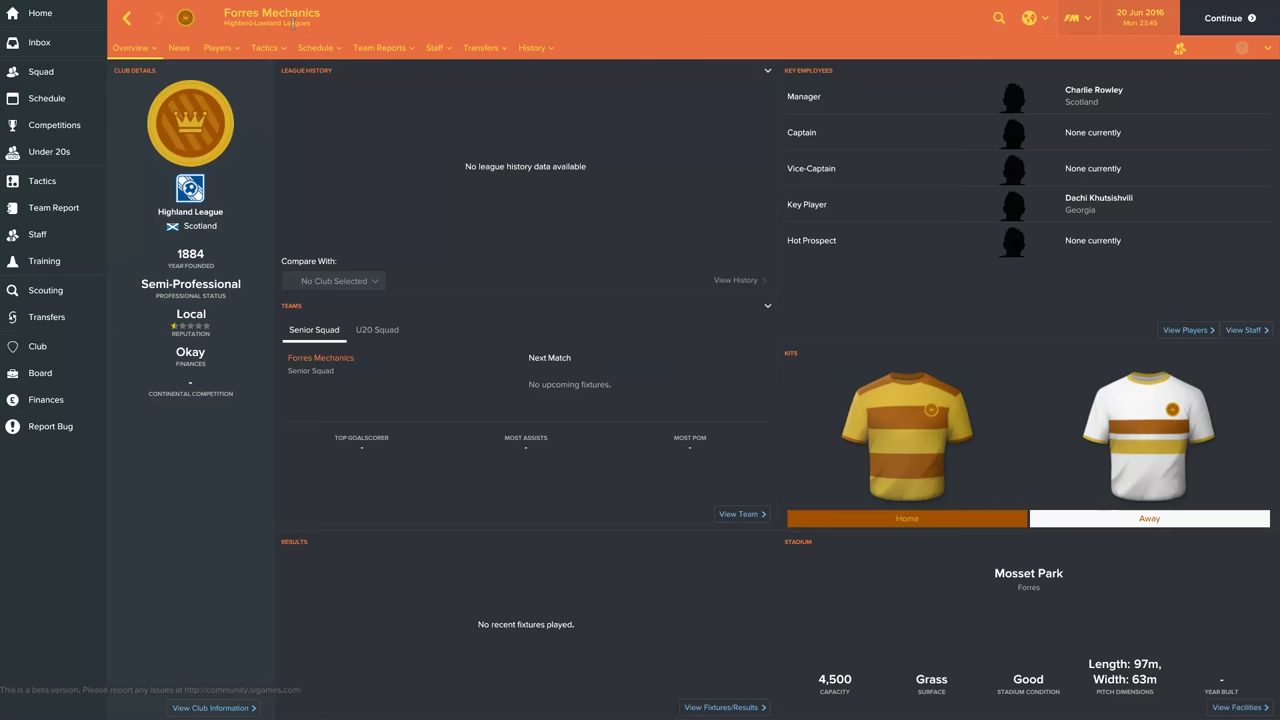 Home
Inbox
Squad
Schedule
Competitions
Under 20s
Tactics
Team Report
Staff
Training
Scouting
Transfers
Club
Board
Finances
Report Bug
Forres Mechanics
Highland-Lowland Leagues
FM
20 Jun 2016
Mon 23:45
Continue
Overview
News
Players
Tactics
Schedule
Team Reports
Staff
Transfers
History
CLUB DETAILS
Highland League
Scotland
1884
YEAR FOUNDED
Semi-Professional
PROFESSIONAL STATUS
Local
REPUTATION
Okay
FINANCES
-
CONTINENTAL COMPETITION
View Club Information
LEAGUE HISTORY
No league history data available
Compare With:
No Club Selected
View History
TEAMS
Senior Squad U20 Squad
Forres Mechanics
Senior Squad
Next Match
No upcoming fixtures.
TOP GOALSCORER
-
MOST ASSISTS
-
MOST POM
-
View Team
RESULTS
No recent fixtures played.
View Fixtures/Results
KEY EMPLOYEES
Manager
Charlie Rowley
Scotland
Captain
None currently
Vice-Captain
None currently
Key Player
Dachi Khutsishvili
Georgia
Hot Prospect
None currently
View Players
View Staff
KITS
Home
Away
STADIUM
Mosset Park
Forres
4,500
CAPACITY
Grass
SURFACE
Good
STADIUM CONDITION
Length: 97m,
Width: 63m
PITCH DIMENSIONS
-
YEAR BUILT
View Facilities
This is a beta version. Please report any issues at http://community.sigames.com/